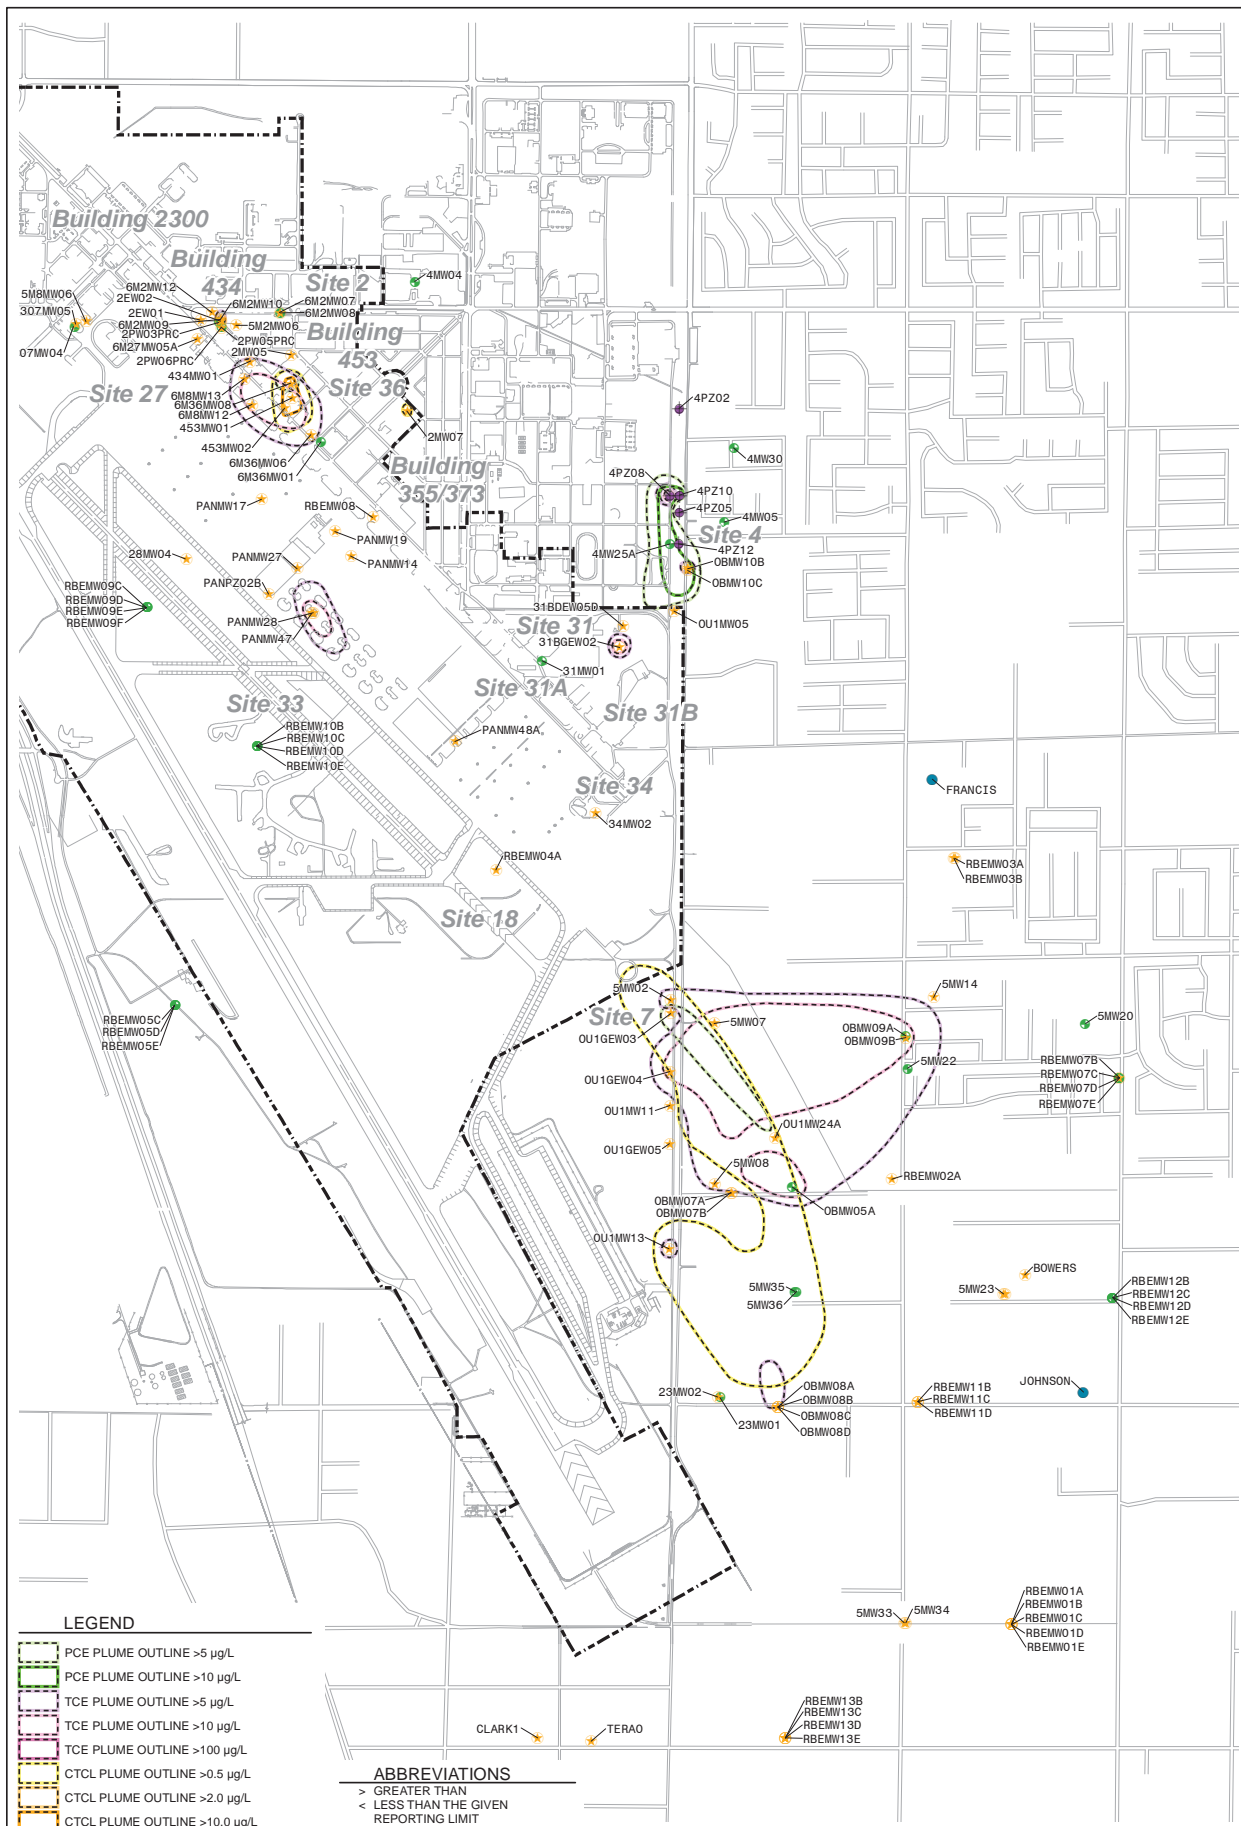 Building 2300
Building
434
Site 2
4MW04
6M2MW12
2EW02
6M2MW10
6M2MW07
6M2MW08
5M8MW06
2EW01
307MW05
6M2MW09
5M2MW06
2PW03PRC
2PW05PRC
6M27MW05A
2MW05
Building
453
07MW04
2PW06PRC
434MW01
Site 27
Site 36
6M8MW13
6M36MW08
6M8MW12
453MW01
453MW02
6M36MW06
6M36MW01
2MW07
4PZ02
4MW30
Building
355/373
4PZ08
4PZ10
4PZ05
4MW05
Site 4
4MW25A
4PZ12
OBMW10B
OBMW10C
PANMW17
RBEMW08
PANMW19
28MW04
PANMW27
PANMW14
PANPZ02B
RBEMW09C
RBEMW09D
RBEMW09E
RBEMW09F
PANMW28
PANMW47
31BDEW05D
OU1MW05
Site 31
31BGEW02
31MW01
Site 31A
Site 31B
Site 33
RBEMW10B
RBEMW10C
RBEMW10D
RBEMW10E
PANMW48A
Site 34
FRANCIS
34MW02
RBEMW03A
RBEMW03B
RBEMW04A
Site 18
5MW02
5MW14
RBEMW05C
RBEMW05D
RBEMW05E
Site 7
5MW07
OBMW09A
OBMW09B
5MW20
OU1GEW03
5MW22
RBEMW07B
RBEMW07C
RBEMW07D
RBEMW07E
OU1GEW04
OU1MW11
OU1MW24A
OU1GEW05
5MW08
RBEMW02A
OBMW07A
OBMW07B
OBMW05A
OU1MW13
BOWERS
5MW35
5MW36
5MW23
RBEMW12B
RBEMW12C
RBEMW12D
RBEMW12E
JOHNSON
23MW02
23MW01
OBMW08A
OBMW08B
OBMW08C
OBMW08D
RBEMW11B
RBEMW11C
RBEMW11D
5MW33
5MW34
RBEMW01A
RBEMW01B
RBEMW01C
RBEMW01D
RBEMW01E
RBEMW13B
RBEMW13C
RBEMW13D
RBEMW13E
CLARK1
TERAO
LEGEND
PCE PLUME OUTLINE >5 µg/L
PCE PLUME OUTLINE >10 µg/L
TCE PLUME OUTLINE >5 µg/L
TCE PLUME OUTLINE >10 µg/L
TCE PLUME OUTLINE >100 µg/L
CTCL PLUME OUTLINE >0.5 µg/L
CTCL PLUME OUTLINE >2.0 µg/L
CTCL PLUME OUTLINE >10.0 µg/L
ABBREVIATIONS
> GREATER THAN
< LESS THAN THE GIVEN
REPORTING LIMIT